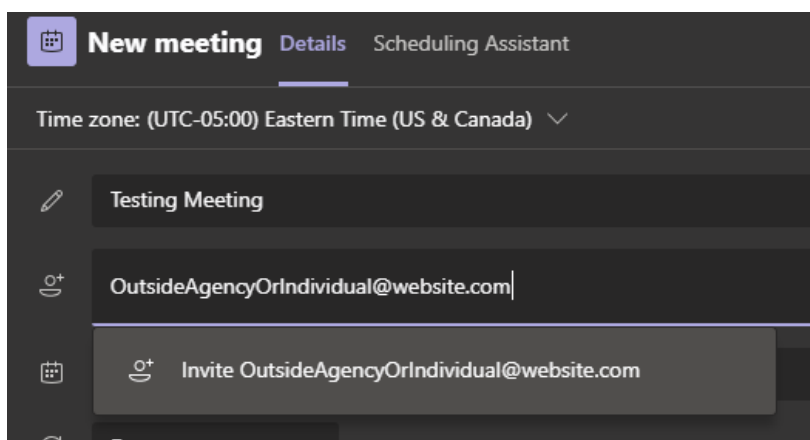 New meeting Details Scheduling Assistant
Time zone: (UTC-05:00) Eastern Time (US & Canada)
Testing Meeting
OutsideAgencyOrIndividual@website.com
Invite OutsideAgencyOrIndividual@website.com